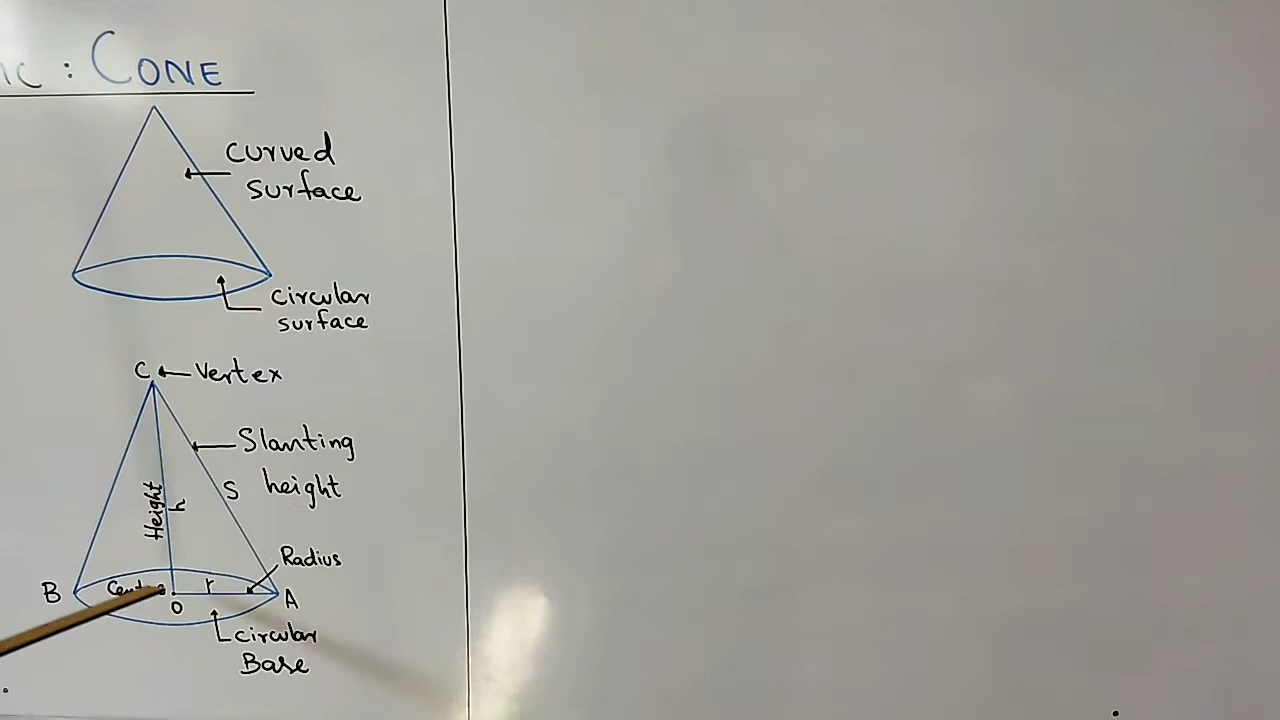 : CONE
curved
surface
circular
surface
C
Vertex
Slanting
height
S
Height
h
Radius
B
r
A
O
circular
Base